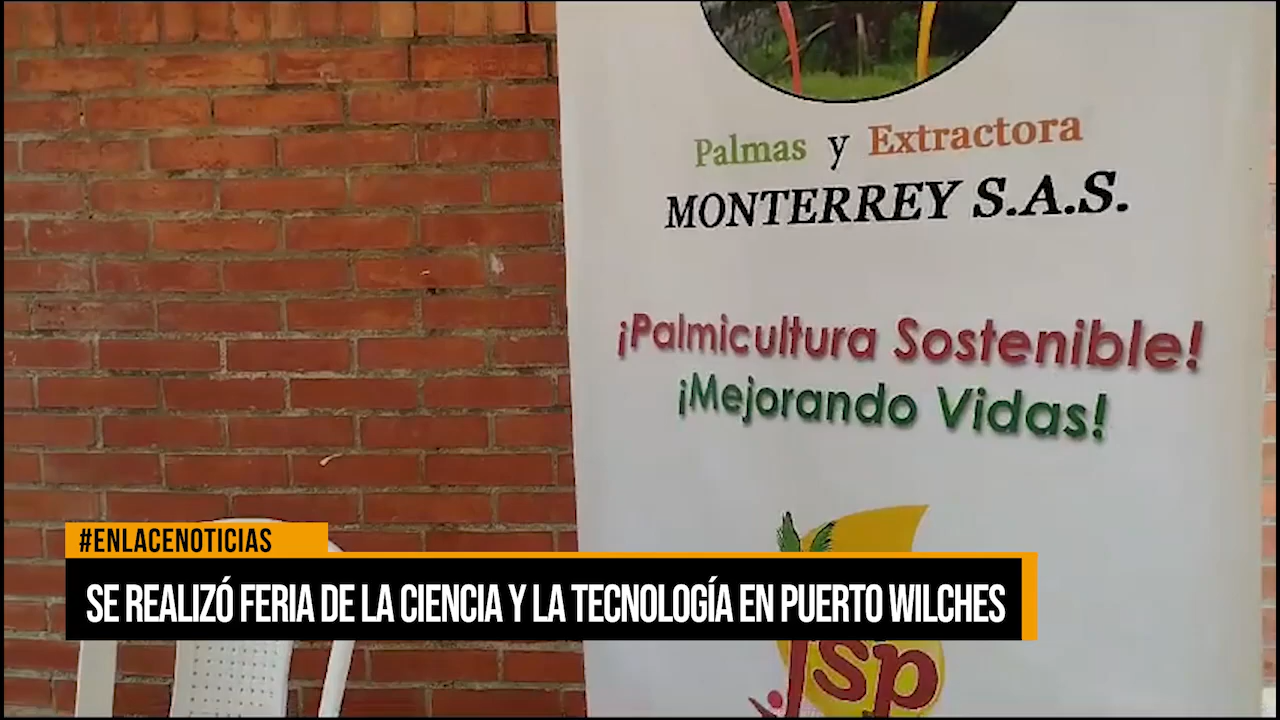 Palmas y Extractora
MONTERREY S.A.S.
¡Palmicultura Sostenible!
¡Mejorando Vidas!
#ENLACENOTICIAS
SE REALIZÓ FERIA DE LA CIENCIA Y LA TECNOLOGÍA EN PUERTO WILCHES